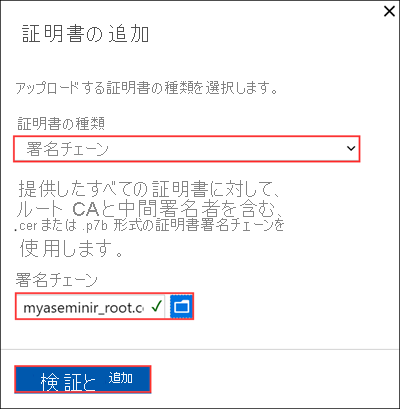 証明書の追加
アップロードする証明書の種類を選択します。
証明書の種類
署名チェーン
提供したすべての証明書に対して、
ルート CAと中間署名者を含む、
.cer または .p7b 形式の証明書署名チェーンを
使用します。
署名チェーン
myaseminir_root.c
検証と 追加